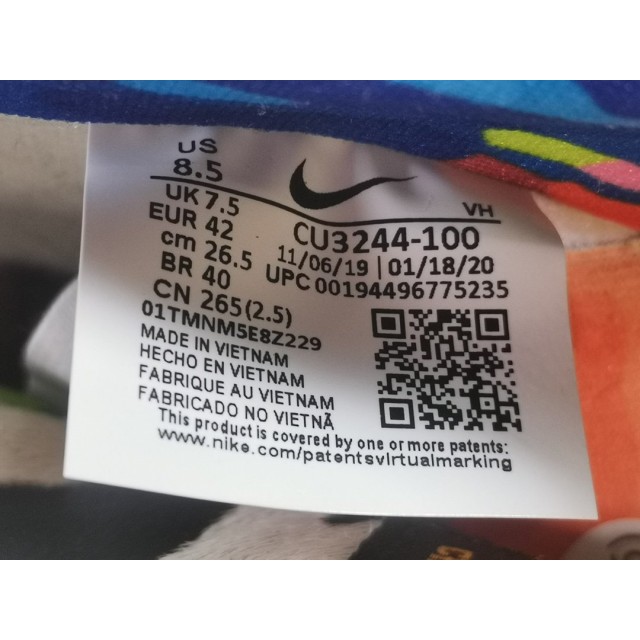 US
8.5
UK 7.5
EUR 42
cm 26.5
BR 40
CN 265(2.5)
VH
CU3244-100
11/06/19 | 01/18/20
UPC 00194496775235
01TMNM5E8Z229
MADE IN VIETNAM
HECHO EN VIETNAM
FABRIQUE AU VIETNAM
FABRICADO NO VIETNÃ
This product is covered by one or more patents:
www.nike.com/patentsvirtualmarking